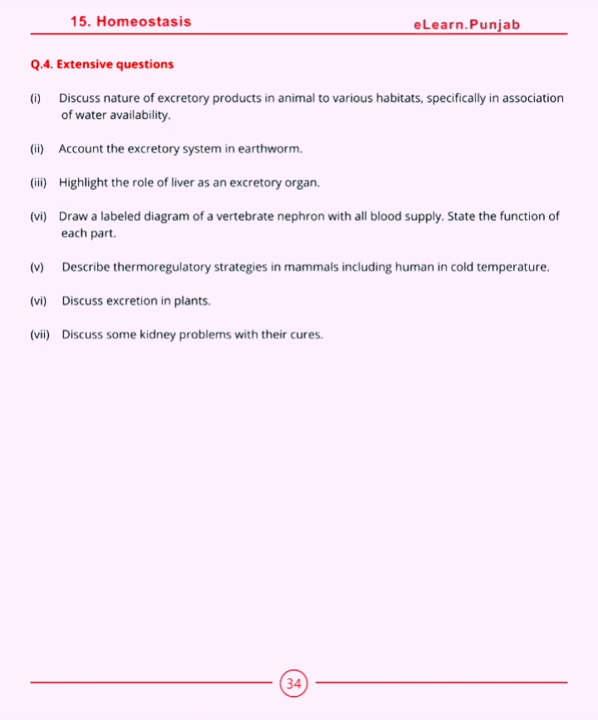 15. Homeostasis eLearn.Punjab
Q.4. Extensive questions
(i) Discuss nature of excretory products in animal to various habitats, specifically in association
of water availability.
(ii) Account the excretory system in earthworm.
(iii) Highlight the role of liver as an excretory organ.
(vi) Draw a labeled diagram of a vertebrate nephron with all blood supply. State the function of
each part.
(v) Describe thermoregulatory strategies in mammals including human in cold temperature.
(vi) Discuss excretion in plants.
(vii) Discuss some kidney problems with their cures.
34